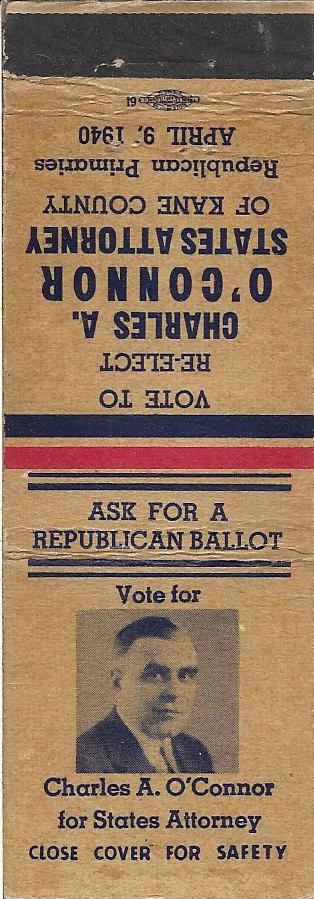 VOTE TO
RE-ELECT
CHARLES A.
O'CONNOR
STATES ATTORNEY
OF KANE COUNTY
Republican Primaries
APRIL 9, 1940
19
ASK FOR A
REPUBLICAN BALLOT
Vote for
Charles A. O'Connor
for States Attorney
CLOSE COVER FOR SAFETY